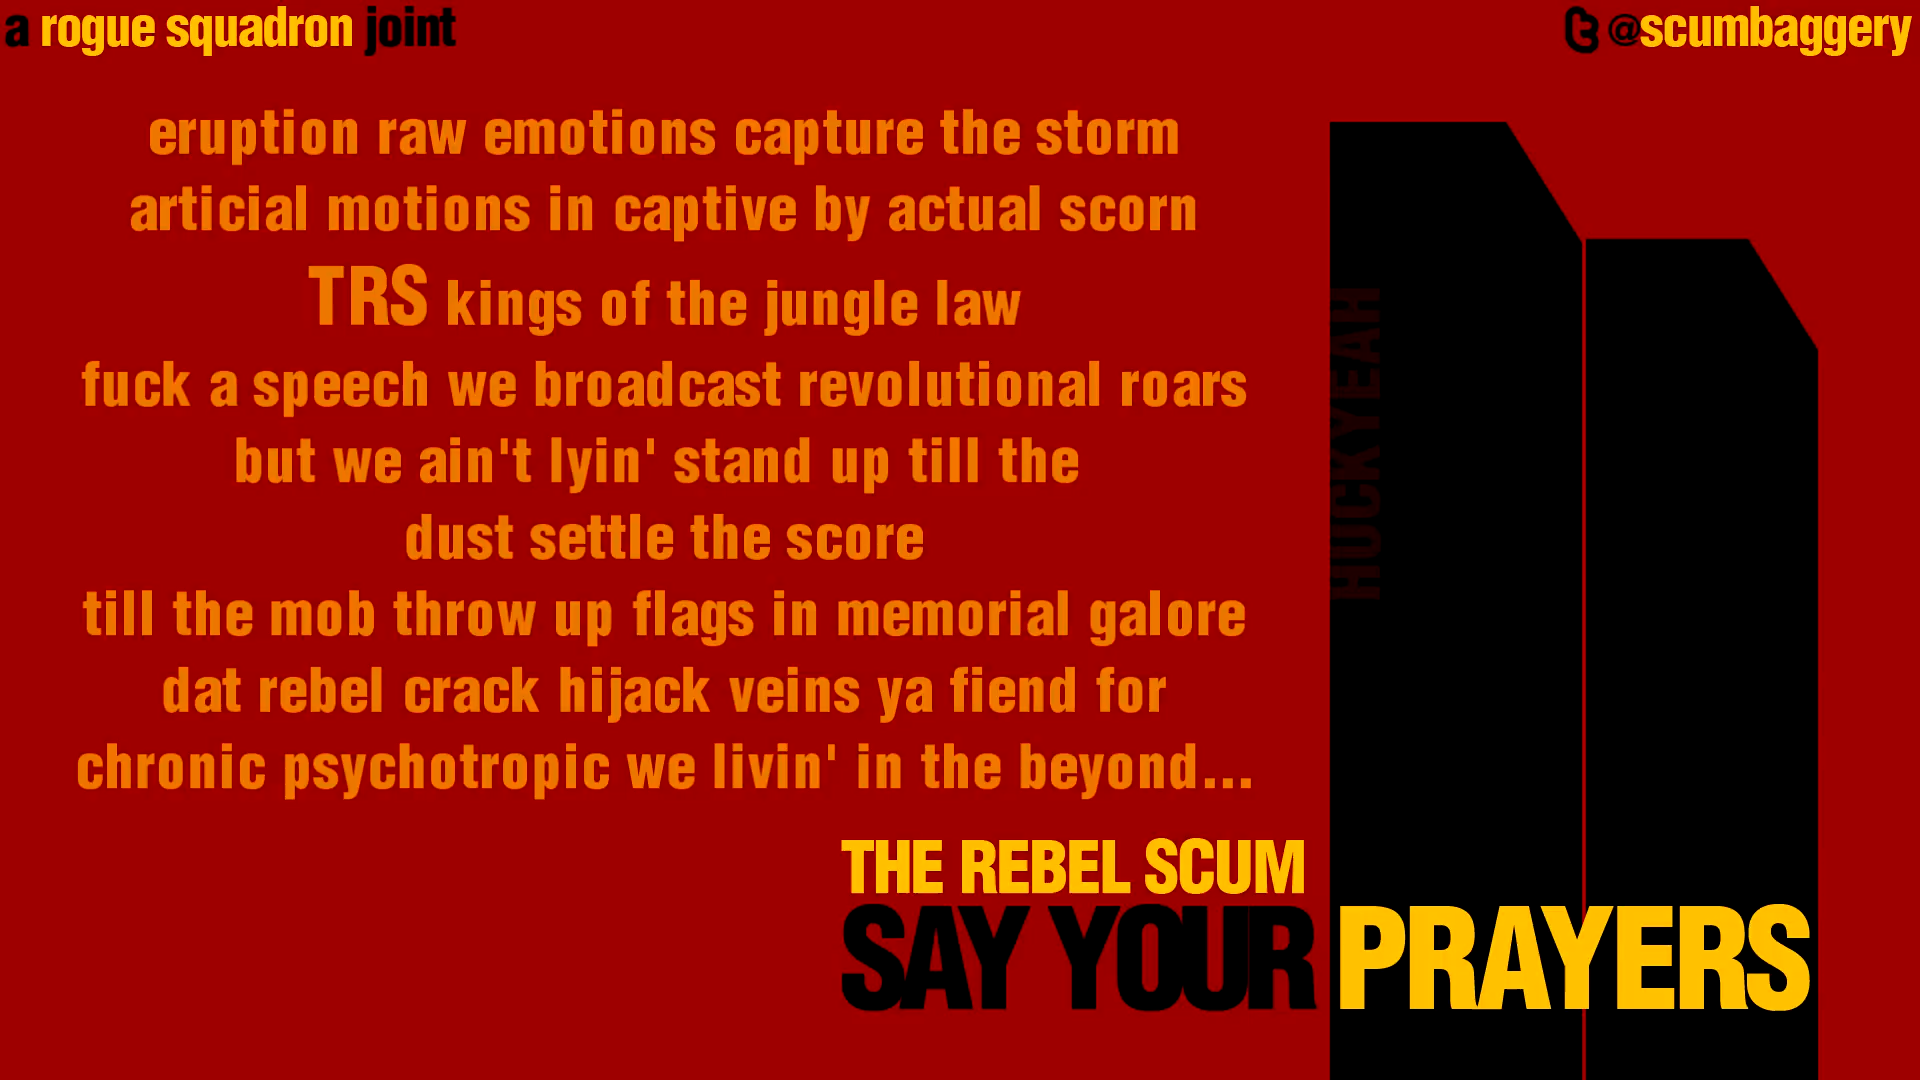 a rogue squadron joint
@scumbaggery
eruption raw emotions capture the storm
articial motions in captive by actual scorn
TRS kings of the jungle law
fuck a speech we broadcast revolutional roars
but we ain't lyin' stand up till the
dust settle the score
till the mob throw up flags in memorial galore
dat rebel crack hijack veins ya fiend for
chronic psychotropic we livin' in the beyond...
HUCKYEAH
THE REBEL SCUM
SAY YOUR PRAYERS